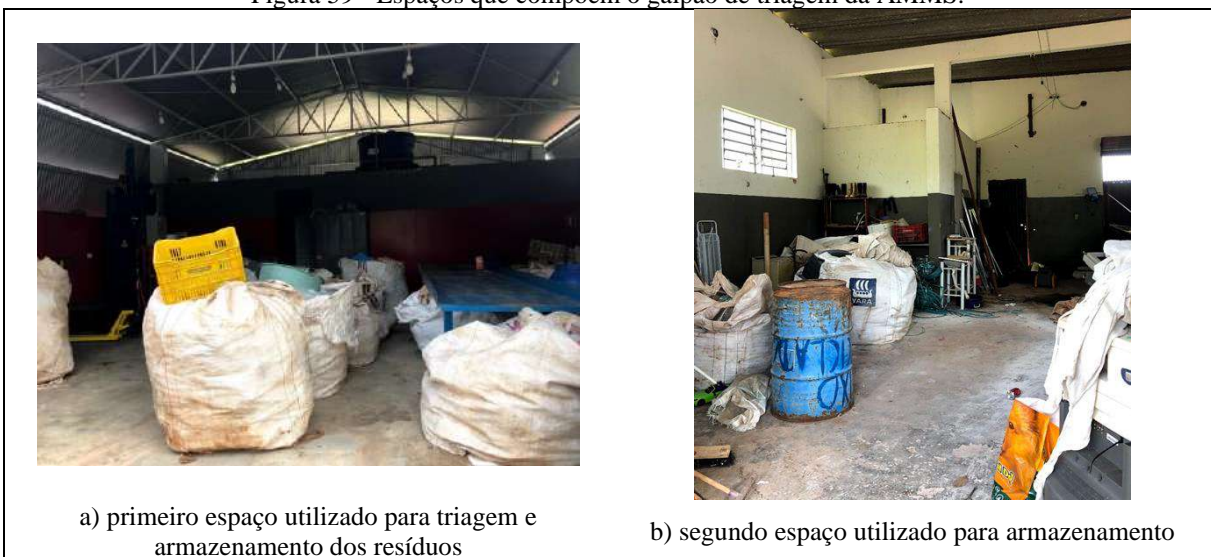 Figura 39 - Espaços que compõem o galpão de triagem da AMMS.
YARA
a) primeiro espaço utilizado para triagem e
armazenamento dos resíduos
b) segundo espaço utilizado para armazenamento